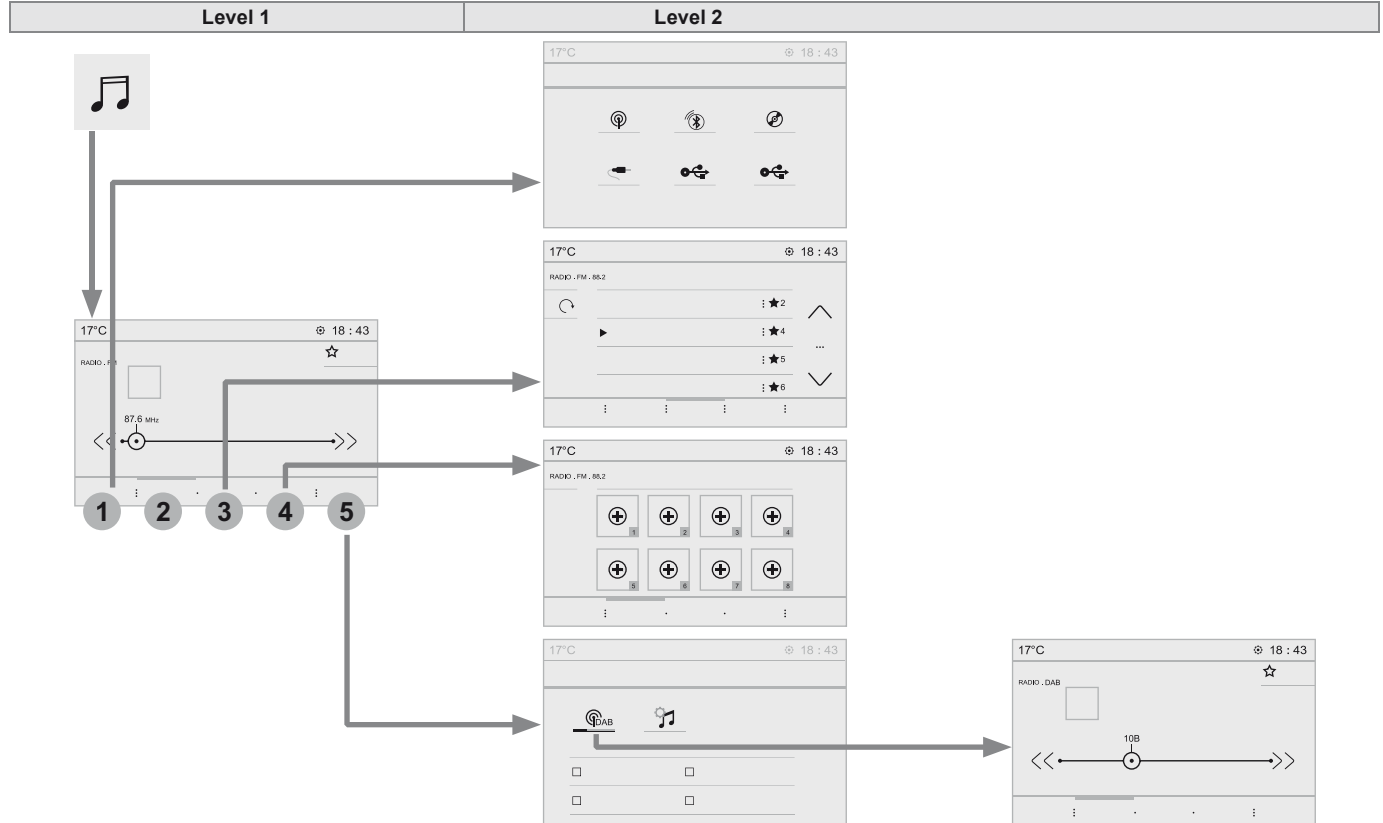 Level 1
Level 2
17°C 18 : 43
17°C 18 : 43
RADIO . FM . 88.2
2
4
...
5
6
17°C 18 : 43
RADIO . FM
87.6 MHz
1 2 3 4 5
17°C 18 : 43
RADIO . FM . 88.2
1 2 3 4
5 6 7 8
17°C 18 : 43
DAB
17°C 18 : 43
RADIO . DAB
10B